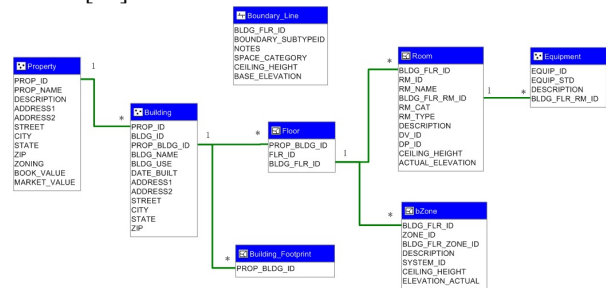 Boundary_Line
BLDG_FLR_ID
BOUNDARY_SUBTYPEID
NOTES
SPACE_CATEGORY
CEILING_HEIGHT
BASE_ELEVATION
Property
PROP_ID
PROP_NAME
DESCRIPTION
ADDRESS1
ADDRESS2
STREET
CITY
STATE
ZIP
ZONING
BOOK_VALUE
MARKET_VALUE
1
*
Building
PROP_ID
BLDG_ID
PROP_BLDG_ID
BLDG_NAME
BLDG_USE
DATE_BUILT
ADDRESS1
ADDRESS2
STREET
CITY
STATE
ZIP
1
*
Floor
PROP_BLDG_ID
FLR_ID
BLDG_FLR_ID
1
*
Room
BLDG_FLR_ID
RM_ID
RM_NAME
BLDG_FLR_RM_ID
RM_CAT
RM_TYPE
DESCRIPTION
DV_ID
DP_ID
CEILING_HEIGHT
ACTUAL_ELEVATION
1
*
Equipment
EQUIP_ID
EQUIP_STD
DESCRIPTION
BLDG_FLR_RM_ID
*
Building_Footprint
PROP_BLDG_ID
*
bZone
BLDG_FLR_ID
ZONE_ID
BLDG_FLR_ZONE_ID
DESCRIPTION
SYSTEM_ID
CEILING_HEIGHT
ELEVATION_ACTUAL